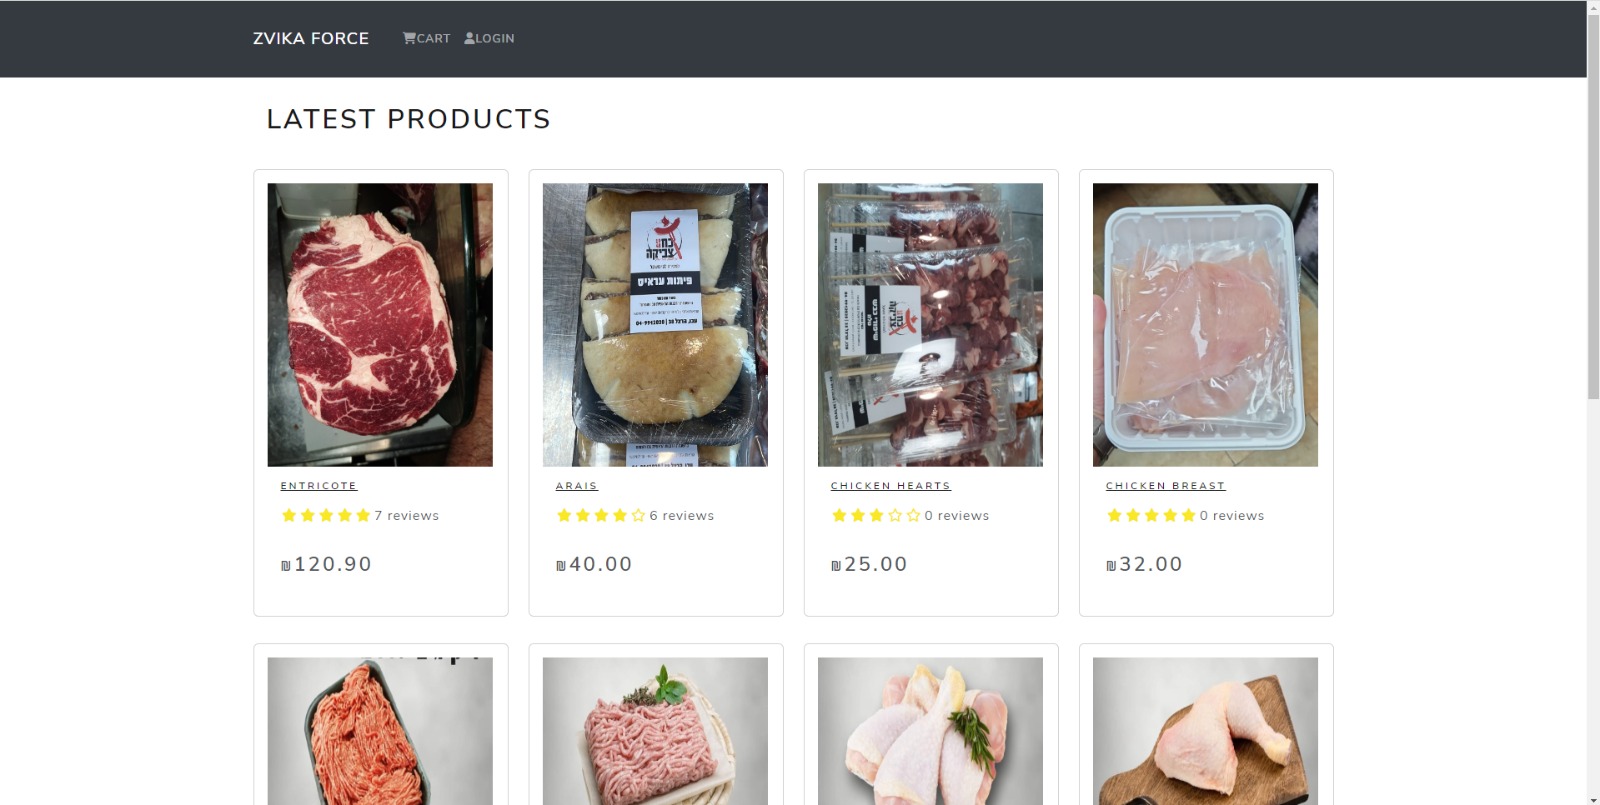 ZVIKA FORCE
CART
LOGIN
LATEST PRODUCTS
כח
צביקה
פיתות עראיס
ENTRICOTE
ARAIS
CHICKEN HEARTS
CHICKEN BREAST
7 reviews
6 reviews
0 reviews
0 reviews
₪120.90
₪40.00
₪25.00
₪32.00